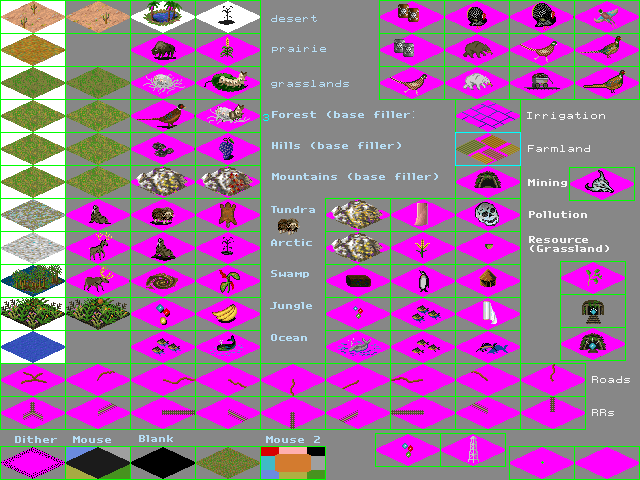 desert
prairie
grasslands
Forest (base filler)
Irrigation
Hills (base filler)
Farmland
Mountains (base filler)
Mining
Tundra
Pollution
Arctic
Resource
(Grassland)
Swamp
Jungle
Ocean
Roads
RRs
Dither Mouse Blank Mouse 2